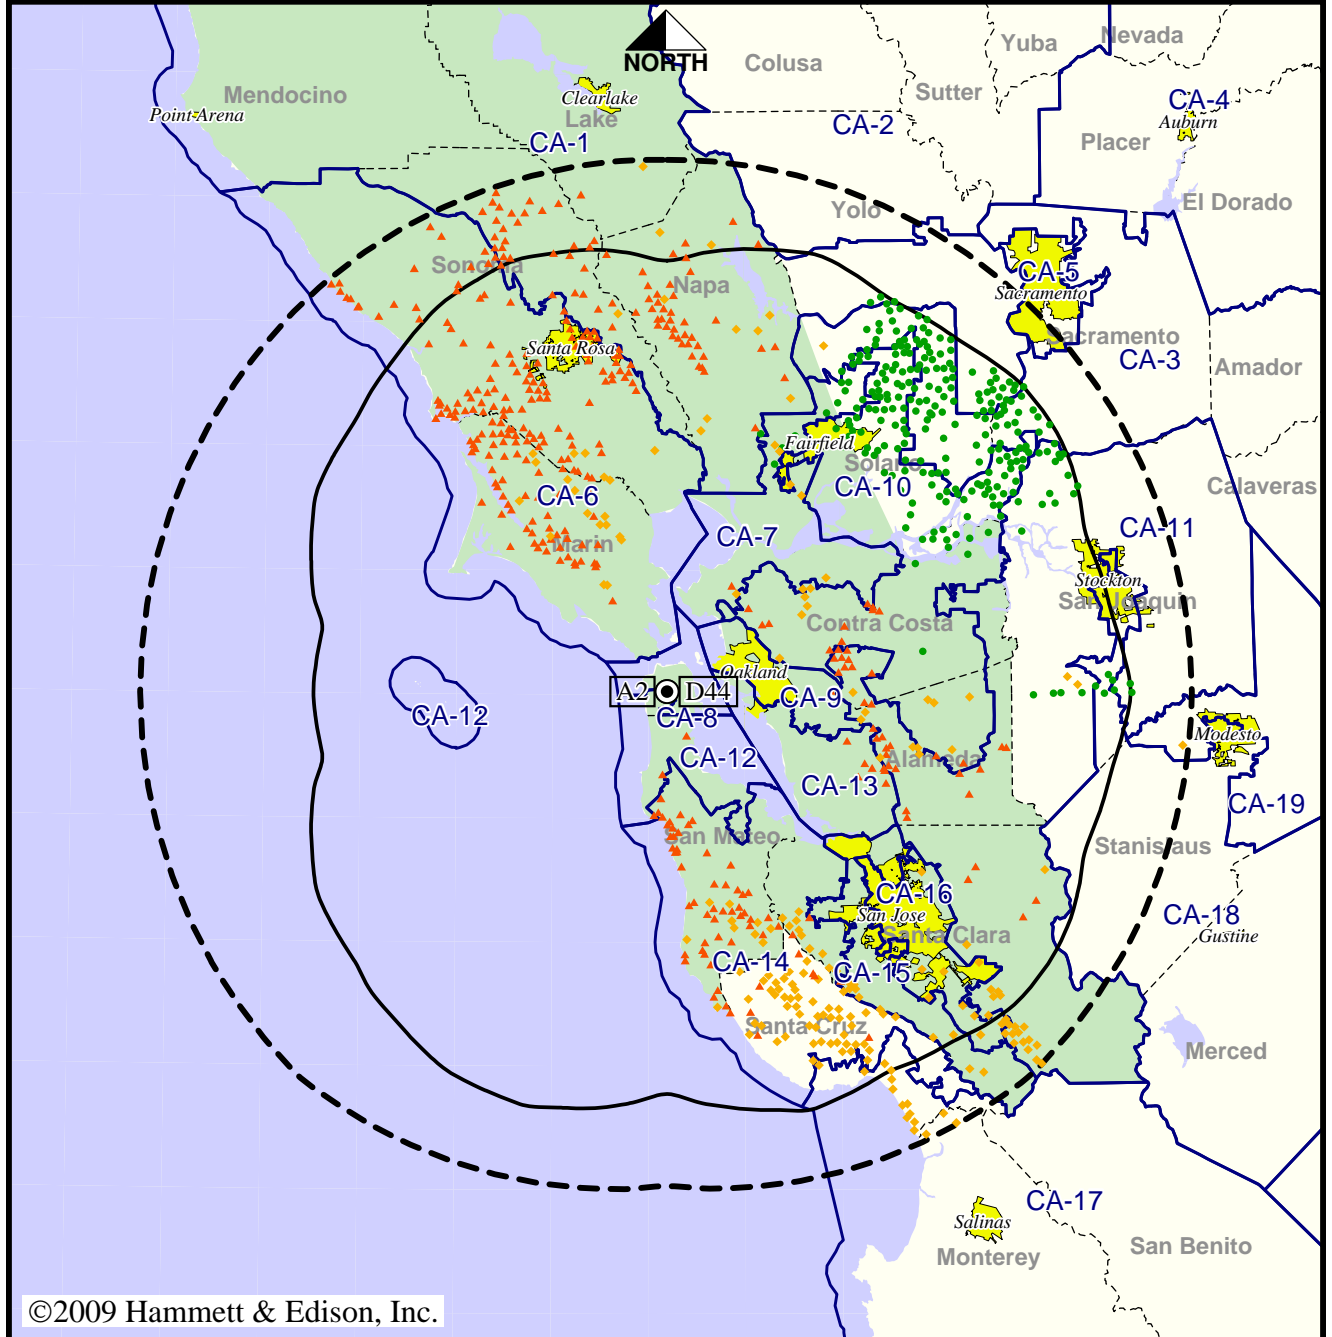 NORTH
Nevada
Yuba
Colusa
Sutter
Mendocino
Clearlake
Lake
CA-4
Point Arena
Auburn
CA-2
CA-1
Placer
El Dorado
Yolo
Sonoma
CA-5
Napa
Sacramento
Sacramento
Santa Rosa
CA-3
Amador
Fairfield
Solano
CA-10
CA-6
Calaveras
CA-11
CA-7
Marin
Stockton
San Joaquin
Contra Costa
Oakland
A2
D44
CA-9
CA-8
CA-12
Modesto
CA-12
Alameda
CA-13
CA-19
San Mateo
Stanislaus
CA-16
San Jose
CA-18
Santa Clara
Gustine
CA-14
CA-15
Santa Cruz
Merced
CA-17
Salinas
Monterey
San Benito
©2009 Hammett & Edison, Inc.